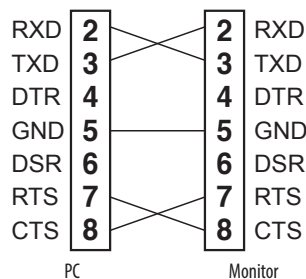 RXD 2 2 RXD
TXD 3 3 TXD
DTR 4 4 DTR
GND 5 5 GND
DSR 6 6 DSR
RTS 7 7 RTS
CTS 8 8 CTS
PC Monitor